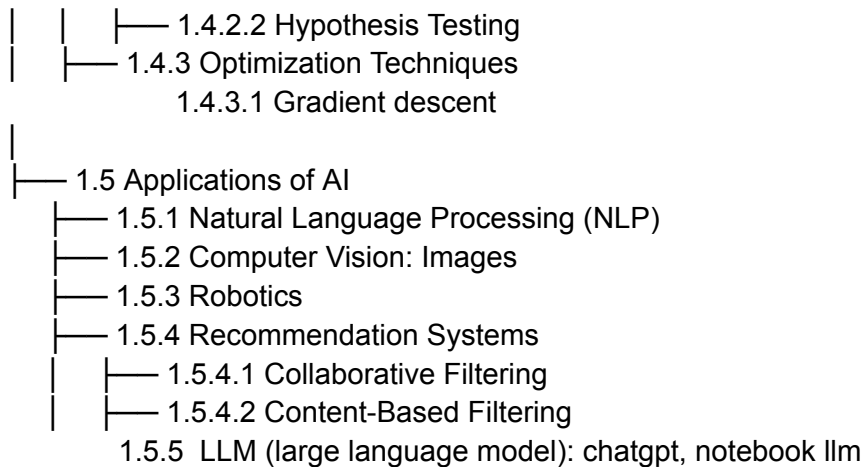 1.4.2.2 Hypothesis Testing
1.4.3 Optimization Techniques
1.4.3.1 Gradient descent
1.5 Applications of AI
1.5.1 Natural Language Processing (NLP)
1.5.2 Computer Vision: Images
1.5.3 Robotics
1.5.4 Recommendation Systems
1.5.4.1 Collaborative Filtering
1.5.4.2 Content-Based Filtering
1.5.5 LLM (large language model): chatgpt, notebook llm